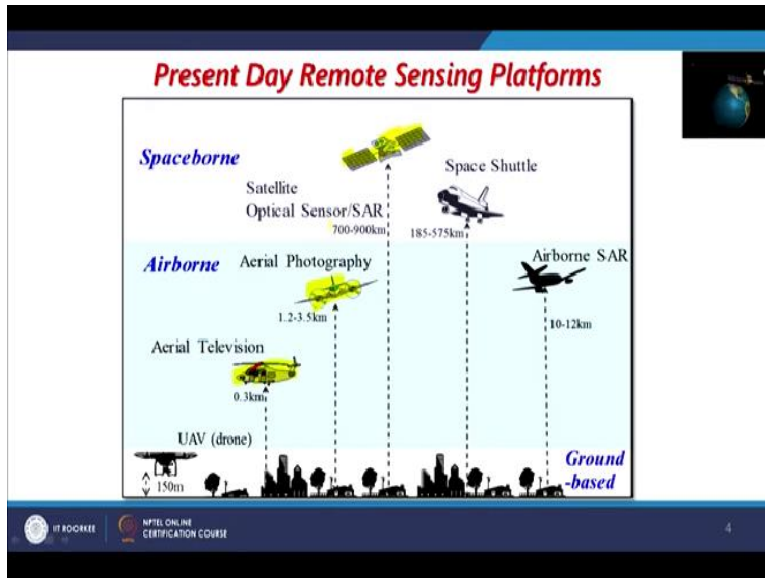 Present Day Remote Sensing Platforms
Spaceborne
Space Shuttle
Satellite
Optical Sensor/SAR
700-900km
185-575km
Airborne
Aerial Photography
Airborne SAR
1.2-3.5km
10-12km
Aerial Television
0.3km
UAV (drone)
150m
Ground
-based
IIT ROORKEE
NPTEL ONLINE
CERTIFICATION COURSE
4